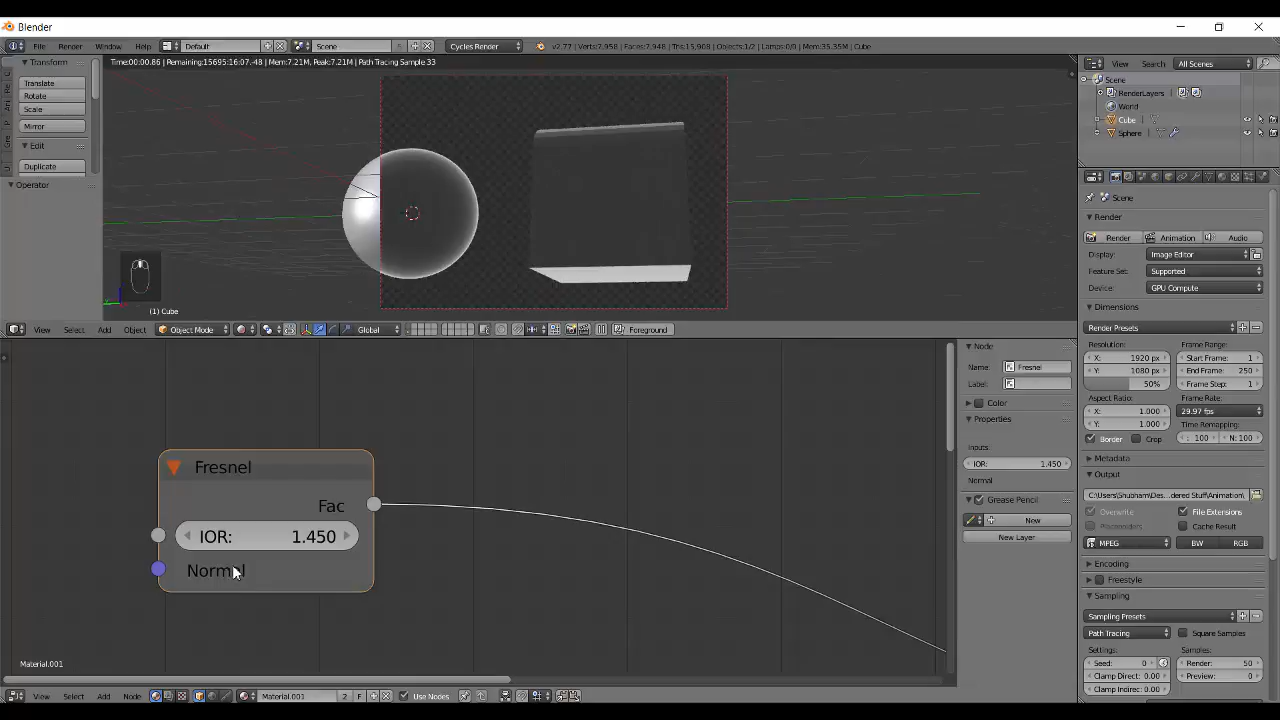 Blender
File Render Window Help Default Scene Cycles Render v2.77 | Verts:7,958 | Faces:7,948 | Tris:15,908 | Objects:1/2 | Lamps:0/0 | Mem:35.35M | Cube
View Search All Scenes
Transform
Translate
Rotate
Scale
Mirror
Edit
Duplicate
Operator
Time:00:00.86 | Remaining:15695:16:07.48 | Mem:7.21M, Peak:7.21M | Path Tracing Sample 33
(1) Cube
View Select Add Object Object Mode Global Foreground
Scene
RenderLayers
World
Cube
Sphere
Scene
Render
Render Animation Audio
Display: Image Editor
Feature Set: Supported
Device: GPU Compute
Dimensions
Render Presets
Resolution: Frame Range:
X: 1920 px Start Frame: 1
Y: 1080 px End Frame: 250
50% Frame Step: 1
Aspect Ratio: Frame Rate:
X: 1.000 29.97 fps
Y: 1.000 Time Remapping:
Border Crop : 100 N: 100
Metadata
Output
C:\Users\Shubham\Des...dered Stuff\Animation\
Overwrite File Extensions
Placeholders Cache Result
MPEG BW RGB
Encoding
Freestyle
Sampling
Sampling Presets
Path Tracing Square Samples
Settings: Samples:
Seed: 0 Render: 50
Clamp Direct: 0.00 Preview: 0
Clamp Indirect: 0.00
Fresnel
Fac
IOR: 1.450
Normal
Material.001
Node
Name: Fresnel
Label:
Color
Properties
Inputs
IOR: 1.450
Normal
Grease Pencil
New
New Layer
View Select Add Node Material.001 2 F Use Nodes